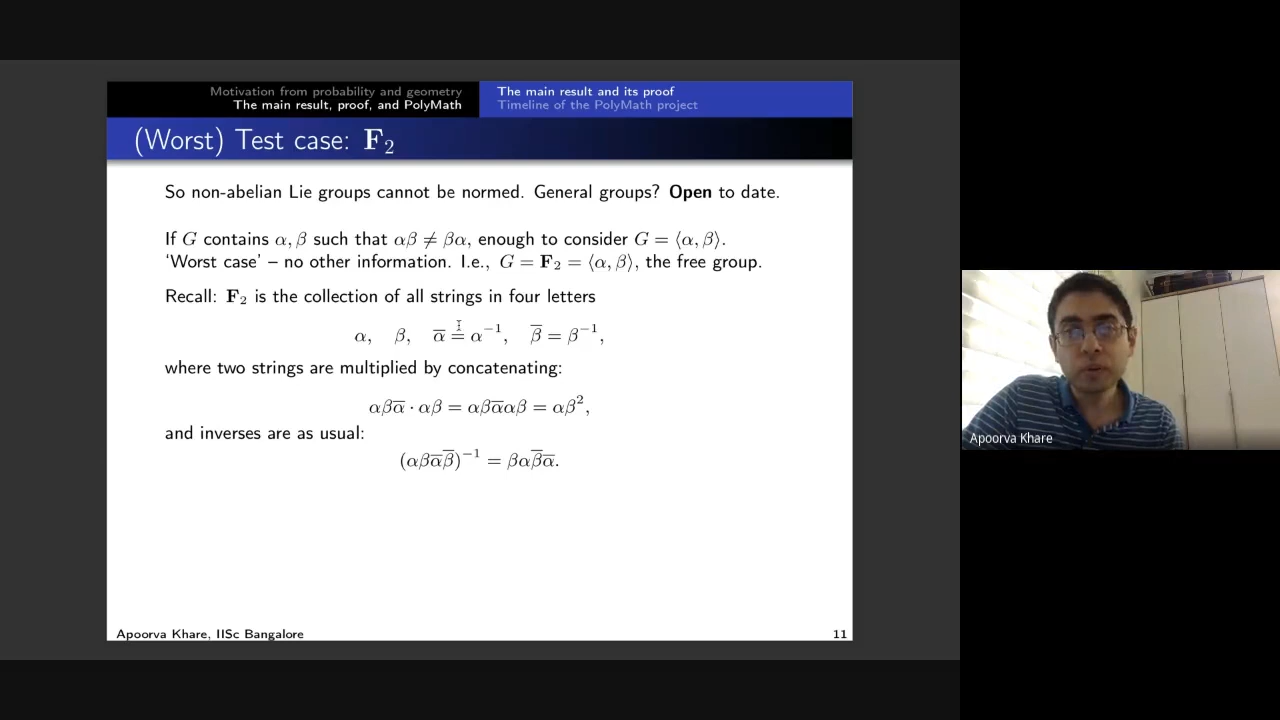 Motivation from probability and geometry
The main result, proof, and PolyMath
The main result and its proof
Timeline of the PolyMath project
(Worst) Test case: F₂
So non-abelian Lie groups cannot be normed. General groups? Open to date.
If G contains α, β such that αβ ≠ βα, enough to consider G = ⟨α, β⟩.
‘Worst case’ – no other information. I.e., G = F₂ = ⟨α, β⟩, the free group.
Recall: F₂ is the collection of all strings in four letters
α, β, α̅ = α⁻¹, β̅ = β⁻¹,
where two strings are multiplied by concatenating:
αβα̅ · αβ = αβα̅αβ = αβ²,
and inverses are as usual:
(αβα̅β̅)⁻¹ = βαβ̅α̅.
Apoorva Khare, IISc Bangalore
11
Apoorva Khare